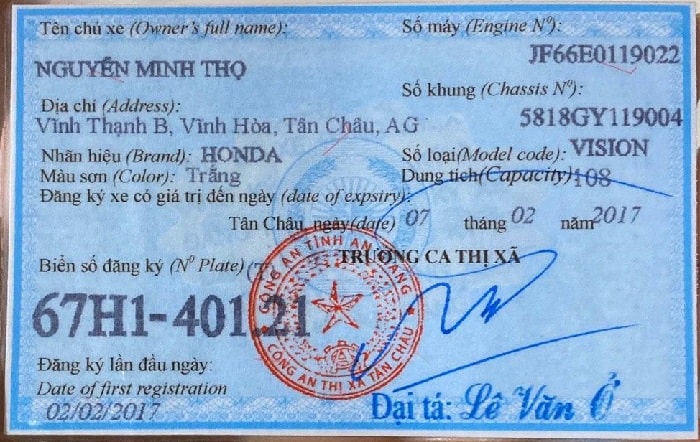 Tên chủ xe (Owner's full name):
NGUYỄN MINH THỌ
Số máy (Engine Nº):
JF66E0119022
Địa chỉ (Address):
Vĩnh Thạnh B, Vĩnh Hòa, Tân Châu, AG
Số khung (Chassis Nº):
5818GY119004
Nhãn hiệu (Brand): HONDA
Số loại(Model code): VISION
Màu sơn (Color): Trắng
Dung tích(Capacity):108
Đăng ký xe có giá trị đến ngày (date of expsiry):
Tân Châu, ngày(date) 07 tháng 02 năm 2017
TRƯỞNG CA THỊ XÃ
Biển số đăng ký (Nº Plate)
67H1-401.21
CÔNG AN TỈNH AN GIANG
CÔNG AN THỊ XÃ TÂN CHÂU
Đăng ký lần đầu ngày:
Date of first registration
02/02/2017
Đại tá: Lê Văn Ổ